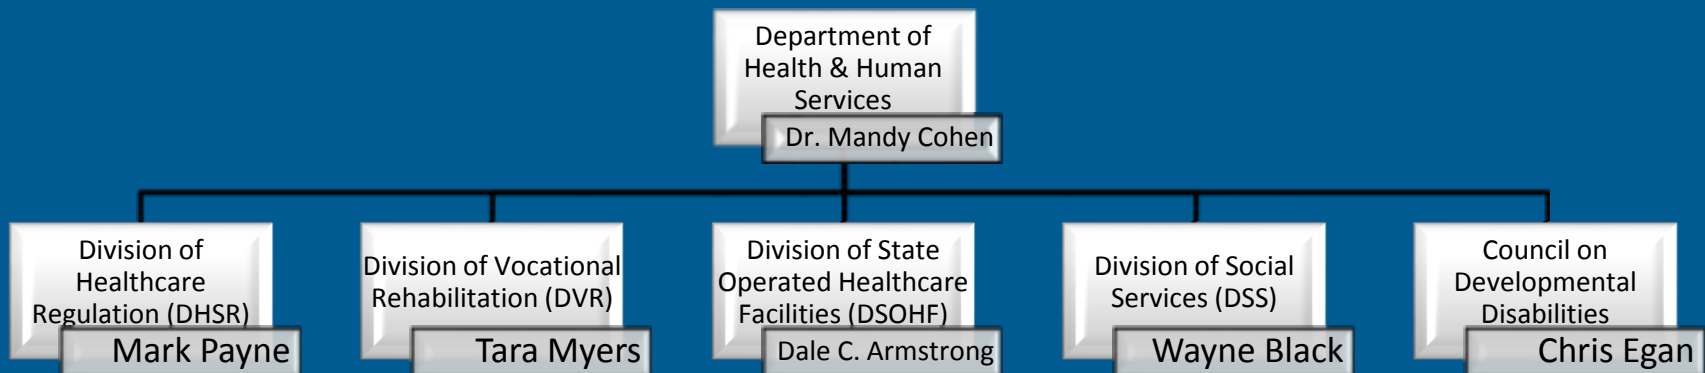 Department of
Health & Human
Services
Dr. Mandy Cohen
Division of
Healthcare
Regulation (DHSR)
Mark Payne
Division of Vocational
Rehabilitation (DVR)
Tara Myers
Division of State
Operated Healthcare
Facilities (DSOHF)
Dale C. Armstrong
Division of Social
Services (DSS)
Wayne Black
Council on
Developmental
Disabilities
Chris Egan